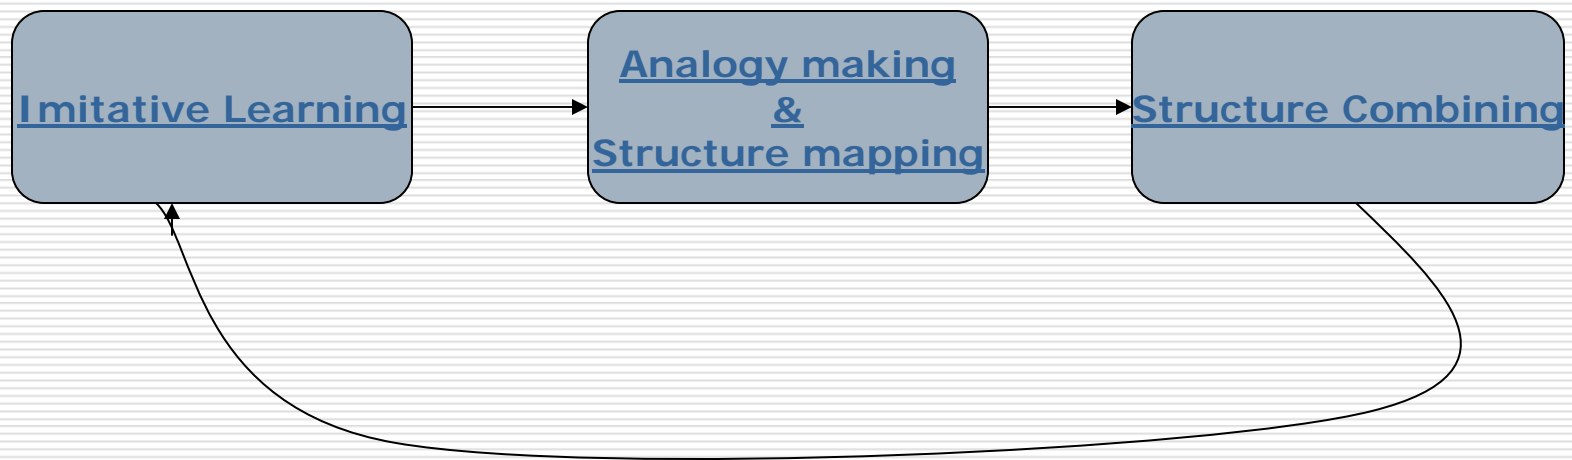 Imitative Learning
Analogy making
&
Structure mapping
Structure Combining